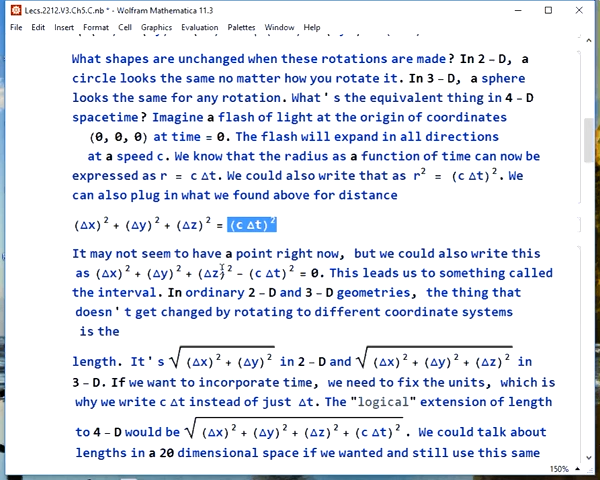 Lecs.2212.V3.Ch5.C.nb * - Wolfram Mathematica 11.3
File Edit Insert Format Cell Graphics Evaluation Palettes Window Help
What shapes are unchanged when these rotations are made? In 2 - D, a
circle looks the same no matter how you rotate it. In 3 - D, a sphere
looks the same for any rotation. What's the equivalent thing in 4 - D
spacetime? Imagine a flash of light at the origin of coordinates
(0, 0, 0) at time = 0. The flash will expand in all directions
at a speed c. We know that the radius as a function of time can now be
expressed as r = c Δt. We could also write that as r² = (c Δt)². We
can also plug in what we found above for distance
(Δx)² + (Δy)² + (Δz)² = (c Δt)²
It may not seem to have a point right now, but we could also write this
as (Δx)² + (Δy)² + (Δz)² - (c Δt)² = 0. This leads us to something called
the interval. In ordinary 2 - D and 3 - D geometries, the thing that
doesn't get changed by rotating to different coordinate systems
is the
length. It's √((Δx)² + (Δy)²) in 2 - D and √((Δx)² + (Δy)² + (Δz)²) in
3 - D. If we want to incorporate time, we need to fix the units, which is
why we write c Δt instead of just Δt. The "logical" extension of length
to 4 - D would be √((Δx)² + (Δy)² + (Δz)² + (c Δt)²). We could talk about
lengths in a 20 dimensional space if we wanted and still use this same
150%